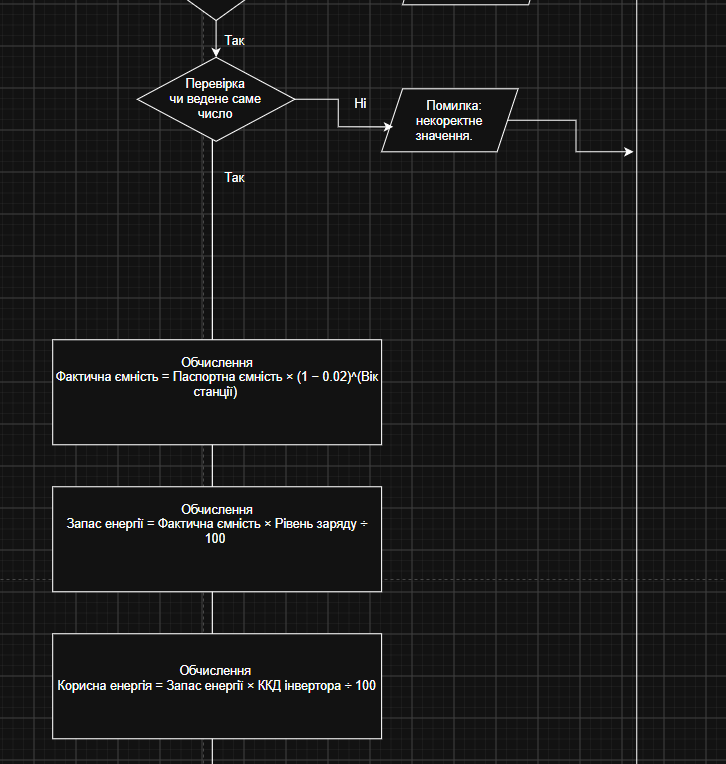 Так
Перевірка
чи ведене саме
число
Ні
Помилка:
некоректне
значення.
Так
Обчислення
Фактична ємність = Паспортна ємність × (1 − 0.02)^(Вік
станції)
Обчислення
Запас енергії = Фактична ємність × Рівень заряду ÷
100
Обчислення
Корисна енергія = Запас енергії × ККД інвертора ÷ 100